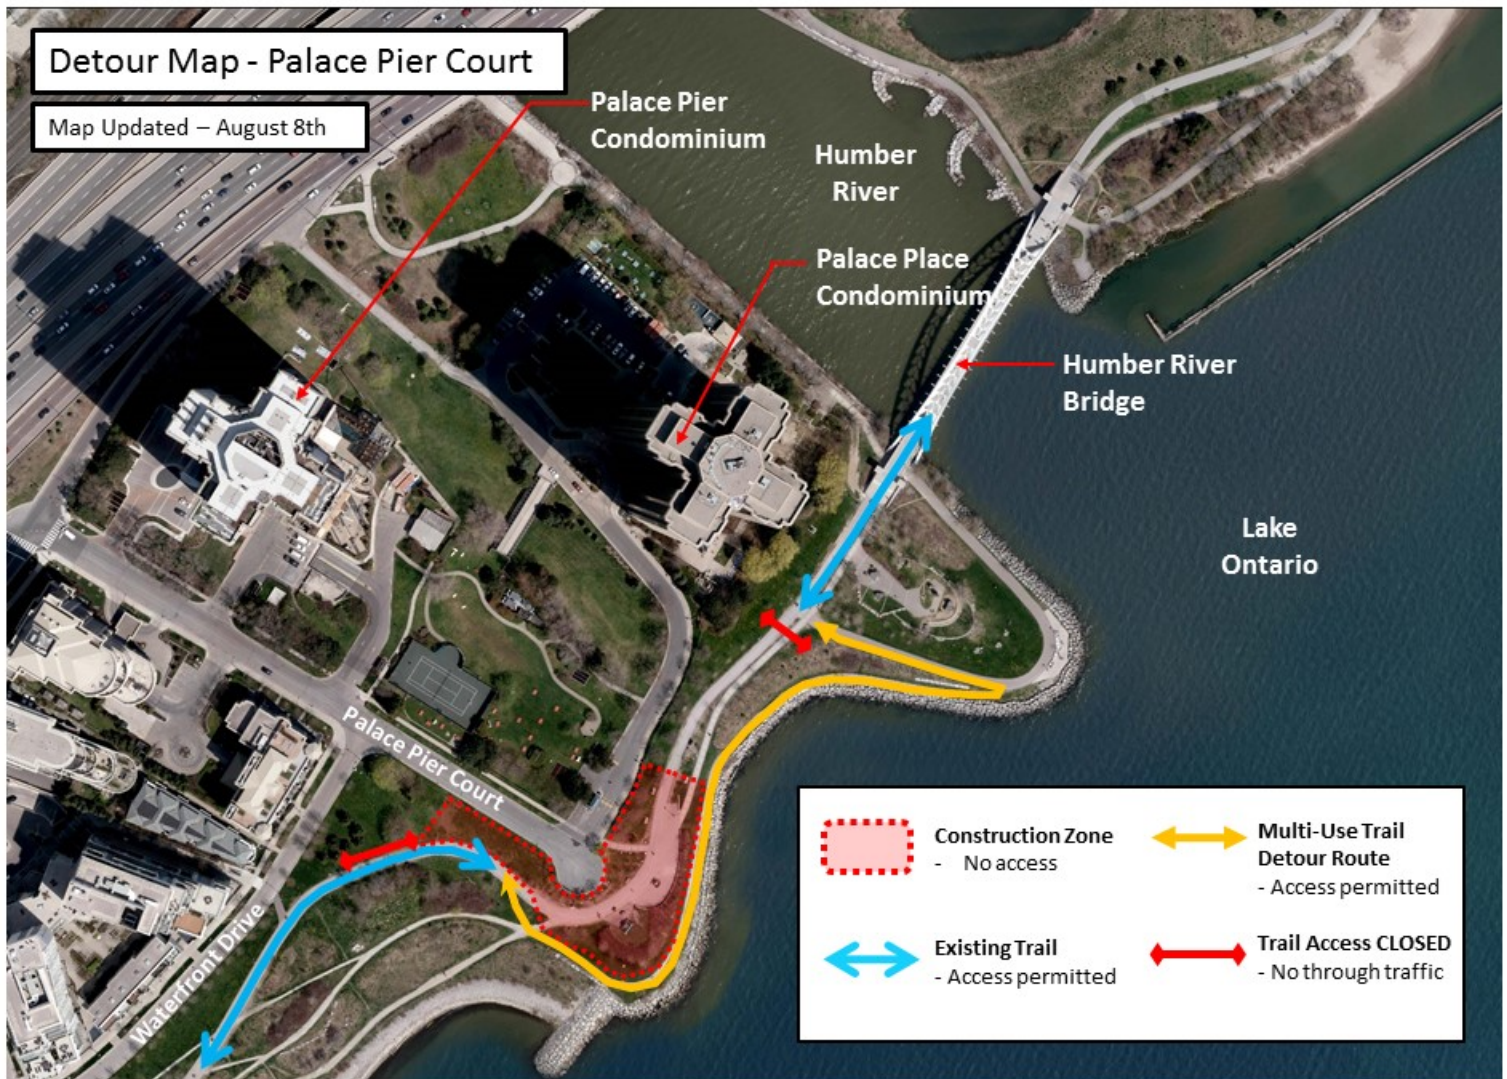 Detour Map - Palace Pier Court
Map Updated – August 8th
Palace Pier
Condominium
Humber
River
Palace Place
Condominium
Humber River
Bridge
Lake
Ontario
Palace Pier Court
Waterfront Drive
Construction Zone
- No access
Multi-Use Trail
Detour Route
- Access permitted
Existing Trail
- Access permitted
Trail Access CLOSED
- No through traffic